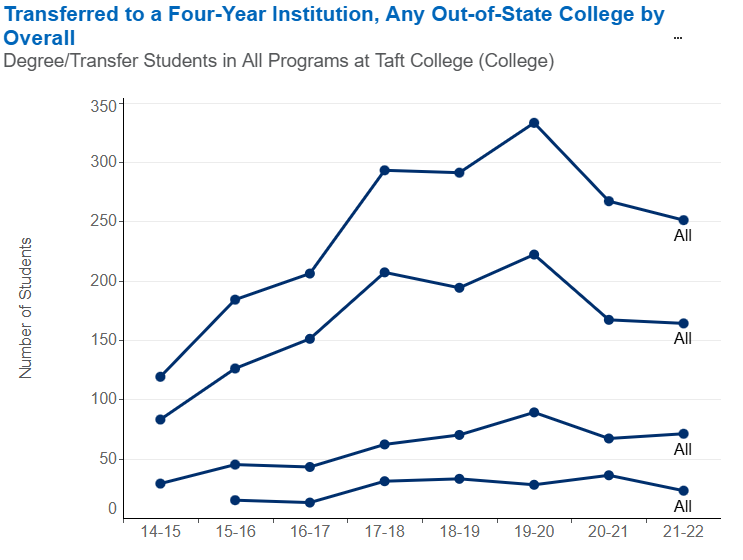 Transferred to a Four-Year Institution, Any Out-of-State College by
Overall
...
Degree/Transfer Students in All Programs at Taft College (College)
Number of Students
350
300
250
200
150
100
50
0
All
All
All
All
14-15 15-16 16-17 17-18 18-19 19-20 20-21 21-22